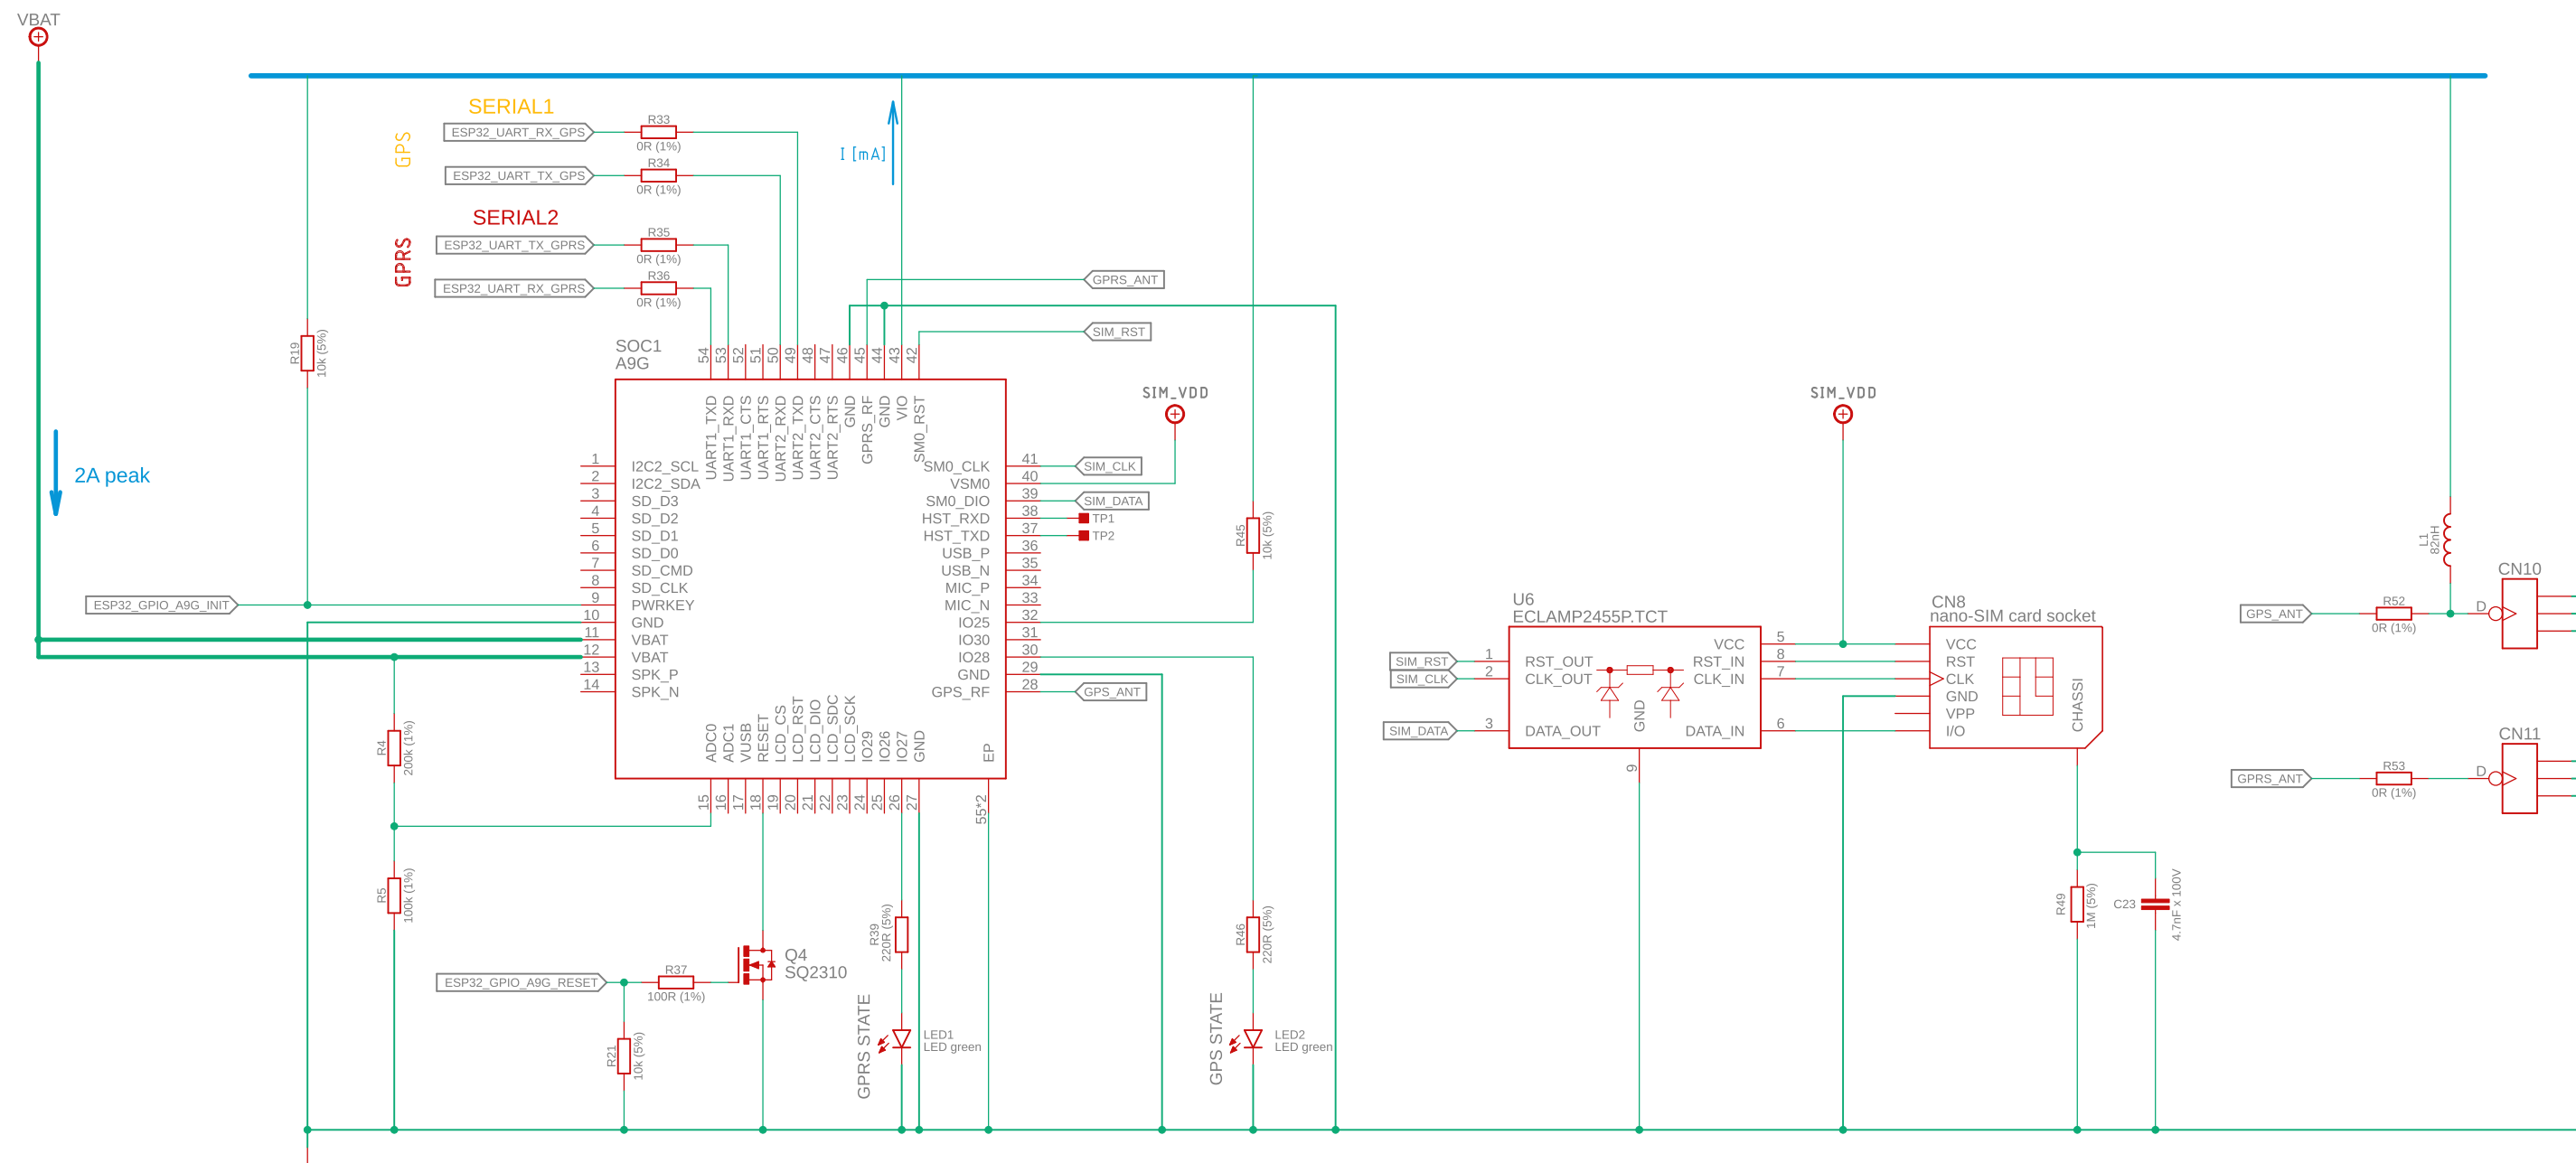 VBAT
SERIAL1
GPS
ESP32_UART_RX_GPS
R33
0R (1%)
ESP32_UART_TX_GPS
R34
0R (1%)
SERIAL2
GPRS
ESP32_UART_TX_GPRS
R35
0R (1%)
ESP32_UART_RX_GPRS
R36
0R (1%)
I [mA]
GPRS_ANT
SIM_RST
R19
10k (5%)
2A peak
SOC1
A9G
54 53 52 51 50 49 48 47 46 45 44 43 42
UART1_TXD
UART1_RXD
UART1_CTS
UART1_RTS
UART2_RXD
UART2_TXD
UART2_CTS
UART2_RTS
GND
GPRS_RF
GND
VIO
SM0_RST
1 I2C2_SCL
2 I2C2_SDA
3 SD_D3
4 SD_D2
5 SD_D1
6 SD_D0
7 SD_CMD
8 SD_CLK
9 PWRKEY
10 GND
11 VBAT
12 VBAT
13 SPK_P
14 SPK_N
SM0_CLK 41
VSM0 40
SM0_DIO 39
HST_RXD 38
HST_TXD 37
USB_P 36
USB_N 35
MIC_P 34
MIC_N 33
IO25 32
IO30 31
IO28 30
GND 29
GPS_RF 28
ADC0
ADC1
VUSB
RESET
LCD_CS
LCD_RST
LCD_DIO
LCD_SDC
LCD_SCK
IO29
IO26
IO27
GND
EP
15 16 17 18 19 20 21 22 23 24 25 26 27 55*2
SIM_CLK
SIM_DATA
TP1
TP2
GPS_ANT
SIM_VDD
R45
10k (5%)
ESP32_GPIO_A9G_INIT
R4
200k (1%)
R5
100k (1%)
ESP32_GPIO_A9G_RESET
R37
100R (1%)
R21
10k (5%)
Q4
SQ2310
R39
220R (5%)
GPRS STATE
LED1
LED green
R46
220R (5%)
GPS STATE
LED2
LED green
SIM_VDD
U6
ECLAMP2455P.TCT
SIM_RST
SIM_CLK
SIM_DATA
1 RST_OUT
2 CLK_OUT
3 DATA_OUT
GND
9
VCC 5
RST_IN 8
CLK_IN 7
DATA_IN 6
CN8
nano-SIM card socket
VCC
RST
CLK
GND
VPP
I/O
CHASSI
R49
1M (5%)
C23
4.7nF x 100V
L1
82nH
GPS_ANT
R52
0R (1%)
D
CN10
GPRS_ANT
R53
0R (1%)
D
CN11